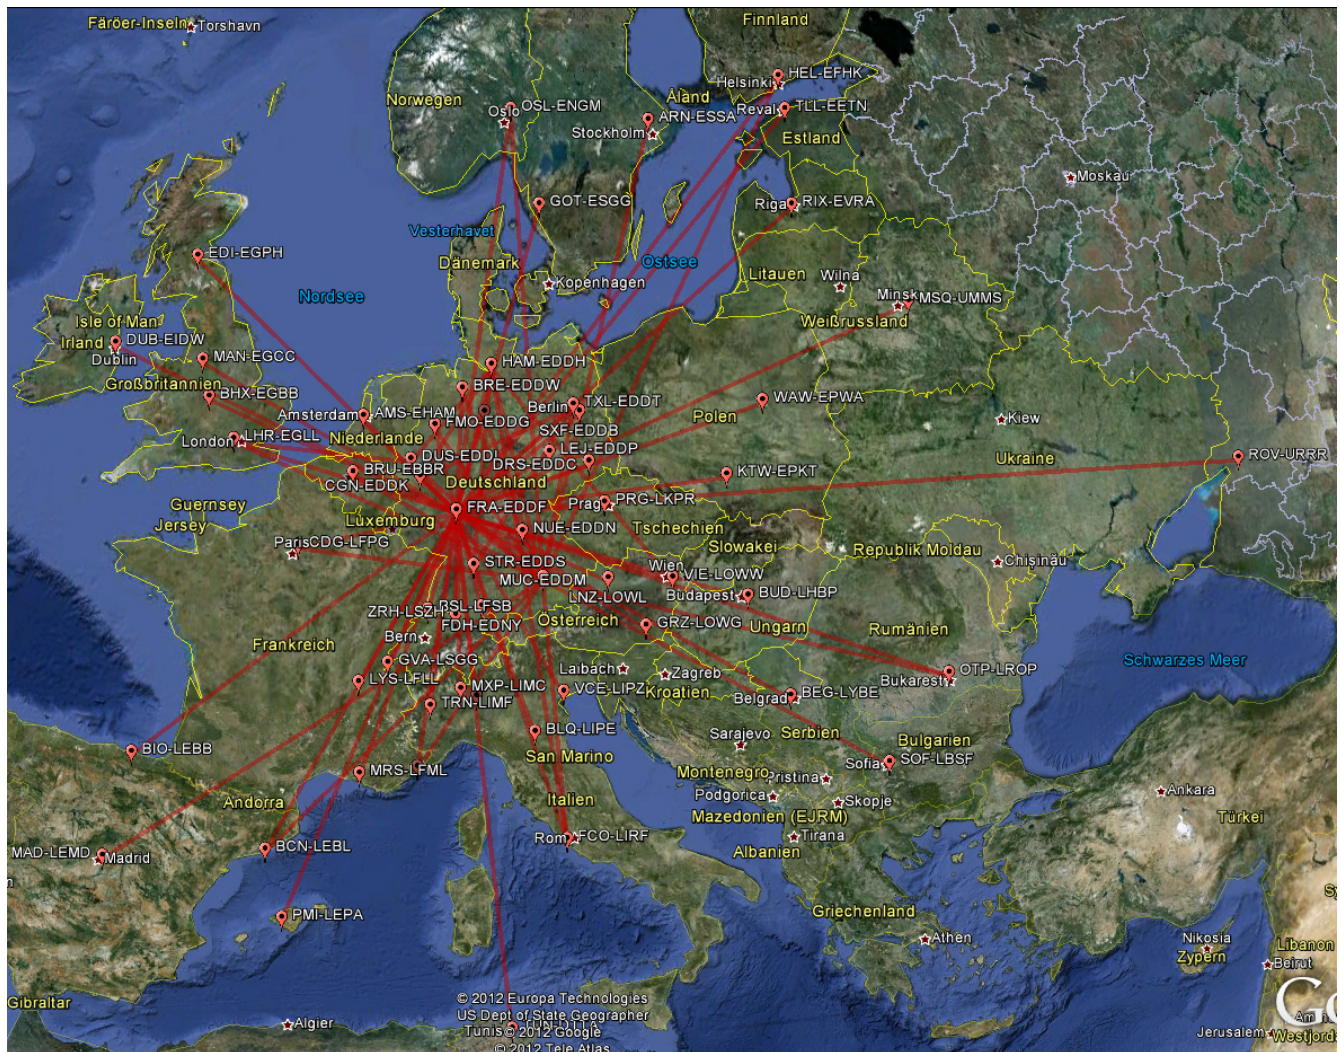 Finnland
Färöer-Inseln
Torshavn
HEL-EFHK
Helsinki
Norwegen
Åland
OSL-ENGM
Oslo
Reval
TLL-EETN
ARN-ESSA
Stockholm
Estland
Moskau
GOT-ESGG
Riga
RIX-EVRA
Vesterhavet
EDI-EGPH
Dänemark
Ostsee
Litauen
Wilna
Kopenhagen
Nordsee
Minsk
MSQ-UMMS
Weißrussland
Isle of Man
Irland
DUB-EIDW
Dublin
MAN-EGCC
HAM-EDDH
Großbritannien
BHX-EGBB
BRE-EDDW
Berlin
TXL-EDDT
WAW-EPWA
Amsterdam
AMS-EHAM
FMO-EDDG
Polen
Kiew
London
LHR-EGLL
Niederlande
SXF-EDDB
DUS-EDDL
LEJ-EDDP
DRS-EDDC
BRU-EBBR
CGN-EDDK
Deutschland
KTW-EPKT
Ukraine
ROV-URRR
Guernsey
Jersey
Luxemburg
FRA-EDDF
Prag
PRG-LKPR
Tschechien
NUE-EDDN
Paris
CDG-LFPG
Slowakei
Republik Moldau
Chișinău
STR-EDDS
MUC-EDDM
Wien
VIE-LOWW
LNZ-LOWL
Budapest
BUD-LHBP
ZRH-LSZH
BSL-LFSB
FDH-EDNY
Österreich
GRZ-LOWG
Ungarn
Rumänien
Frankreich
Bern
GVA-LSGG
Laibach
Zagreb
OTP-LROP
Bukarest
Schwarzes Meer
LYS-LFLL
MXP-LIMC
VCE-LIPZ
Kroatien
Belgrad
BEG-LYBE
TRN-LIMF
BLQ-LIPE
Sarajevo
Serbien
Bulgarien
BIO-LEBB
San Marino
Sofia
SOF-LBSF
MRS-LFML
Montenegro
Pristina
Podgorica
Skopje
Ankara
Andorra
Italien
Mazedonien (EJRM)
Türkei
Rom
FCO-LIRF
Tirana
Albanien
MAD-LEMD
Madrid
BCN-LEBL
PMI-LEPA
Griechenland
Athen
Nikosia
Zypern
Libanon
Beirut
Gibraltar
Algier
© 2012 Europa Technologies
US Dept of State Geographer
TUN-DTTA
Tunis
© 2012 Google
© 2012 Tele Atlas
Go
Jerusalem
Westjord